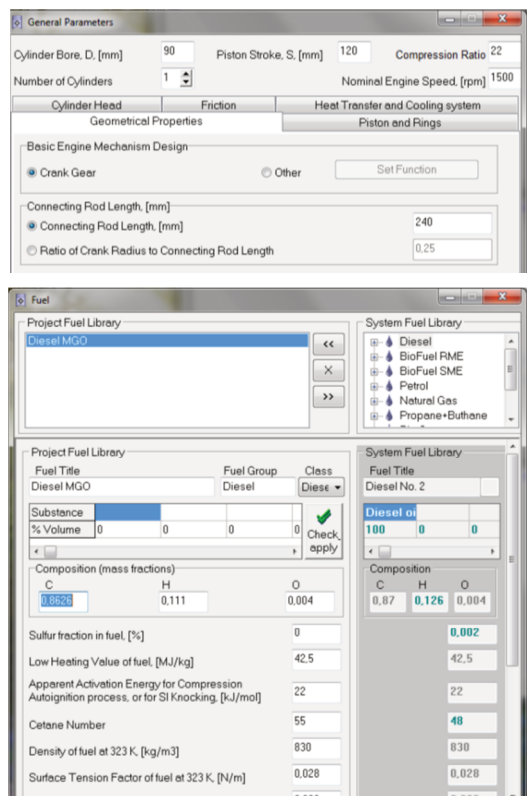 General Parameters
Cylinder Bore, D, [mm] 90 Piston Stroke, S, [mm] 120 Compression Ratio 22
Number of Cylinders 1 Nominal Engine Speed, [rpm] 1500
Cylinder Head Friction Heat Transfer and Cooling system
Geometrical Properties Piston and Rings
Basic Engine Mechanism Design
Crank Gear Other Set Function
Connecting Rod Length, [mm]
Connecting Rod Length, [mm] 240
Ratio of Crank Radius to Connecting Rod Length 0,25
Fuel
Project Fuel Library System Fuel Library
Diesel MGO << Diesel
BioFuel RME
X BioFuel SME
Petrol
>> Natural Gas
Propane+Buthane
Project Fuel Library System Fuel Library
Fuel Title Fuel Group Class Fuel Title
Diesel MGO Diesel Diese Diesel No. 2
Substance Diesel oi
% Volume 0 0 0 0 Check, apply 100 0 0
Composition (mass fractions) Composition
C H O C H O
0,8626 0,111 0,004 0,87 0,126 0,004
Sulfur fraction in fuel, [%] 0 0,002
Low Heating Value of fuel, [MJ/kg] 42,5 42,5
Apparent Activation Energy for Compression
Autoignition process, or for SI Knocking, [kJ/mol] 22 22
Cetane Number 55 48
Density of fuel at 323 K, [kg/m3] 830 830
Surface Tension Factor of fuel at 323 K, [N/m] 0,028 0,028